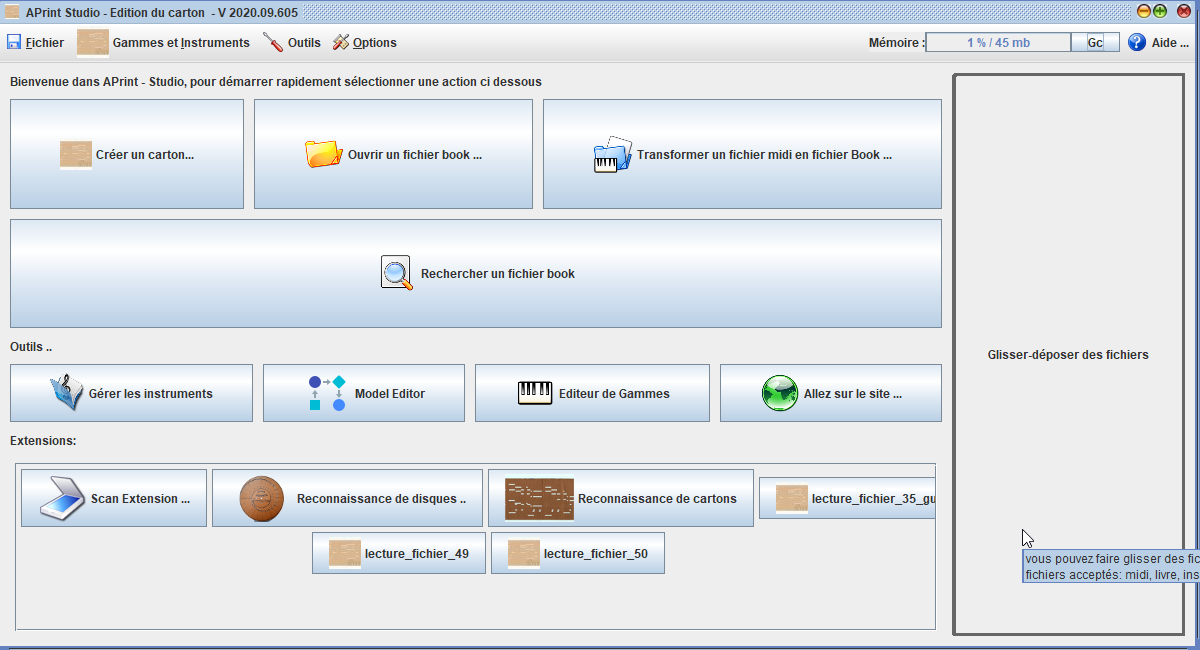 APrint Studio - Edition du carton - V 2020.09.605
Fichier Gammes et Instruments Outils Options Mémoire : 1 % / 45 mb Gc Aide ...
Bienvenue dans APrint - Studio, pour démarrer rapidement sélectionner une action ci dessous
Créer un carton... Ouvrir un fichier book ... Transformer un fichier midi en fichier Book ...
Rechercher un fichier book
Outils ..
Glisser-déposer des fichiers
Gérer les instruments Model Editor Editeur de Gammes Allez sur le site ...
Extensions:
Scan Extension ... Reconnaissance de disques .. Reconnaissance de cartons lecture_fichier_35_gu
lecture_fichier_49 lecture_fichier_50
vous pouvez faire glisser des fic
fichiers acceptés: midi, livre, ins